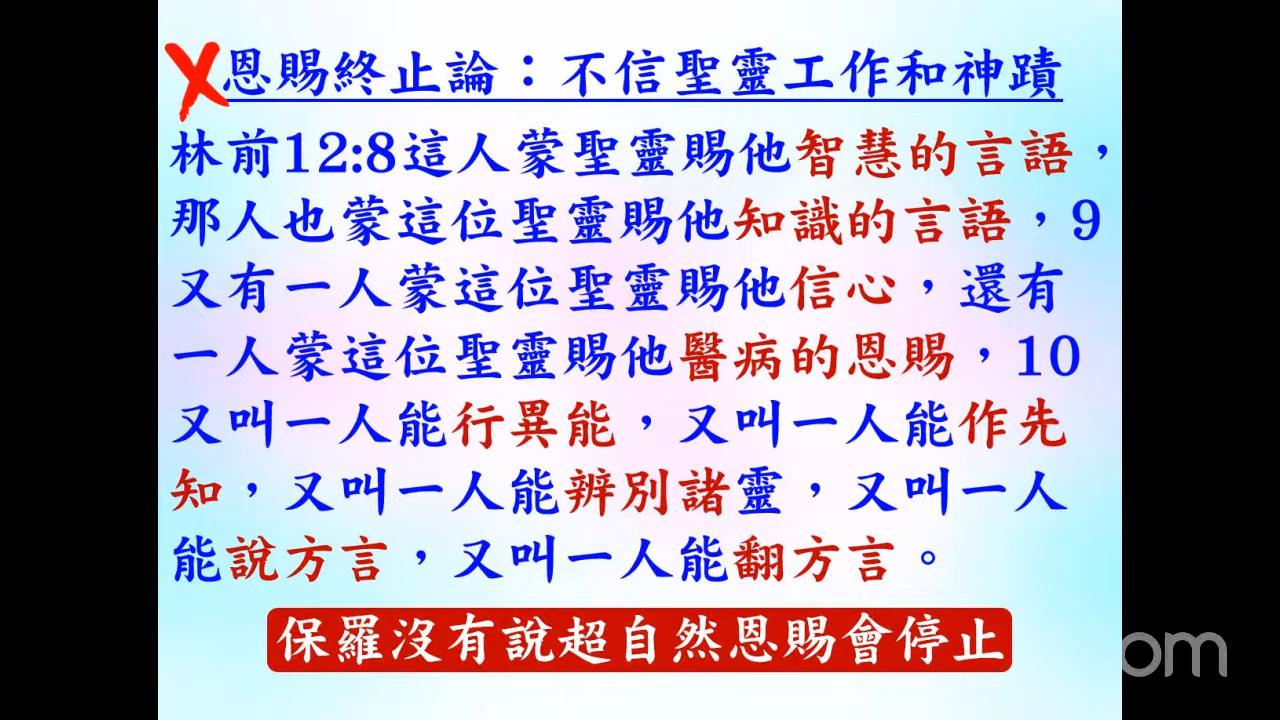 恩賜終止論：不信聖靈工作和神蹟
林前12:8這人蒙聖靈賜他智慧的言語，
那人也蒙這位聖靈賜他知識的言語，9
又有一人蒙這位聖靈賜他信心，還有
一人蒙這位聖靈賜他醫病的恩賜，10
又叫一人能行異能，又叫一人能作先
知，又叫一人能辨別諸靈，又叫一人
能說方言，又叫一人能翻方言。
保羅沒有說超自然恩賜會停止
om